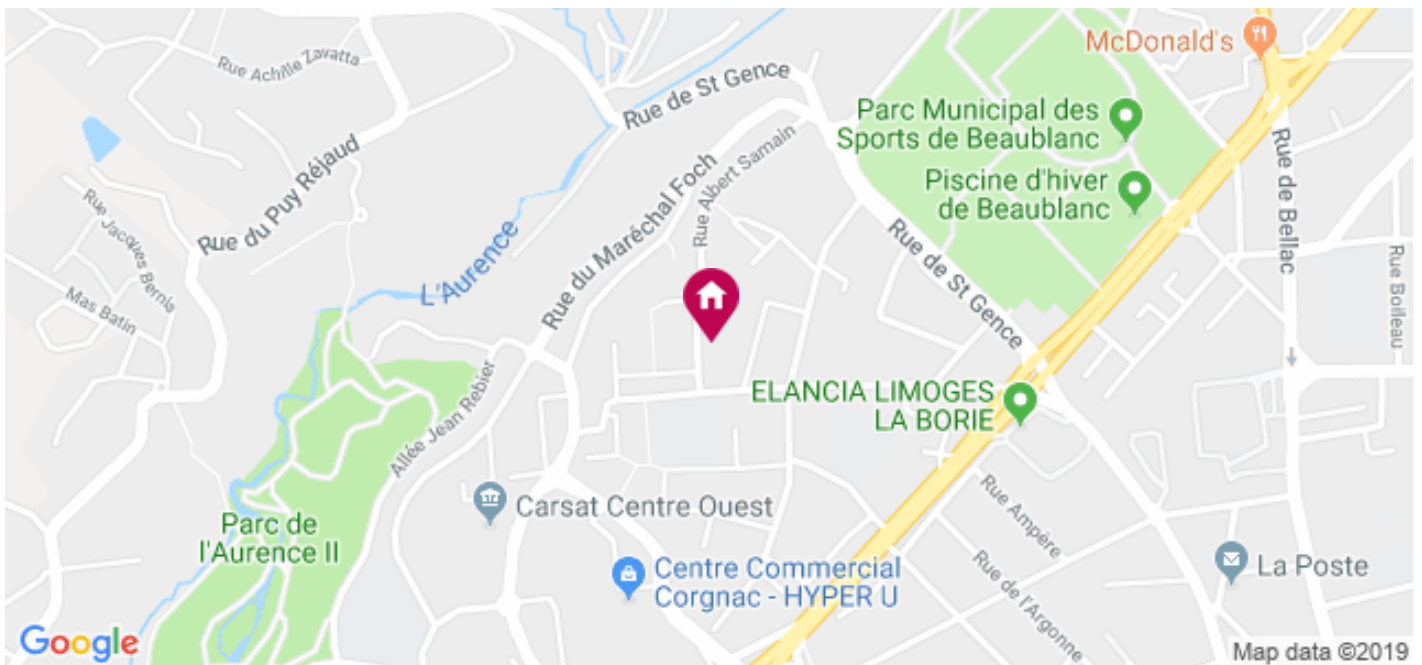 McDonald's
Rue Achille Zavatta
Rue de St Gence
Parc Municipal des
Sports de Beaublanc
Rue Albert Samain
Rue du Maréchal Foch
Piscine d'hiver
de Beaublanc
Rue de Bellac
Rue du Puy Réjaud
Rue Jacques Bernis
L'Aurence
Rue de St Gence
Rue Boileau
Mas Batin
Allée Jean Rebier
ELANCIA LIMOGES
LA BORIE
Carsat Centre Ouest
Rue Ampère
Parc de
l'Aurence II
Centre Commercial
Corgnac - HYPER U
La Poste
Rue de l'Argonne
Google
Map data ©2019